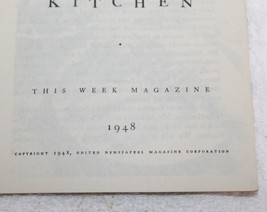 KITCHEN
THIS WEEK MAGAZINE
1948
COPYRIGHT 1948, UNITED NEWSPAPERS MAGAZINE CORPORATION